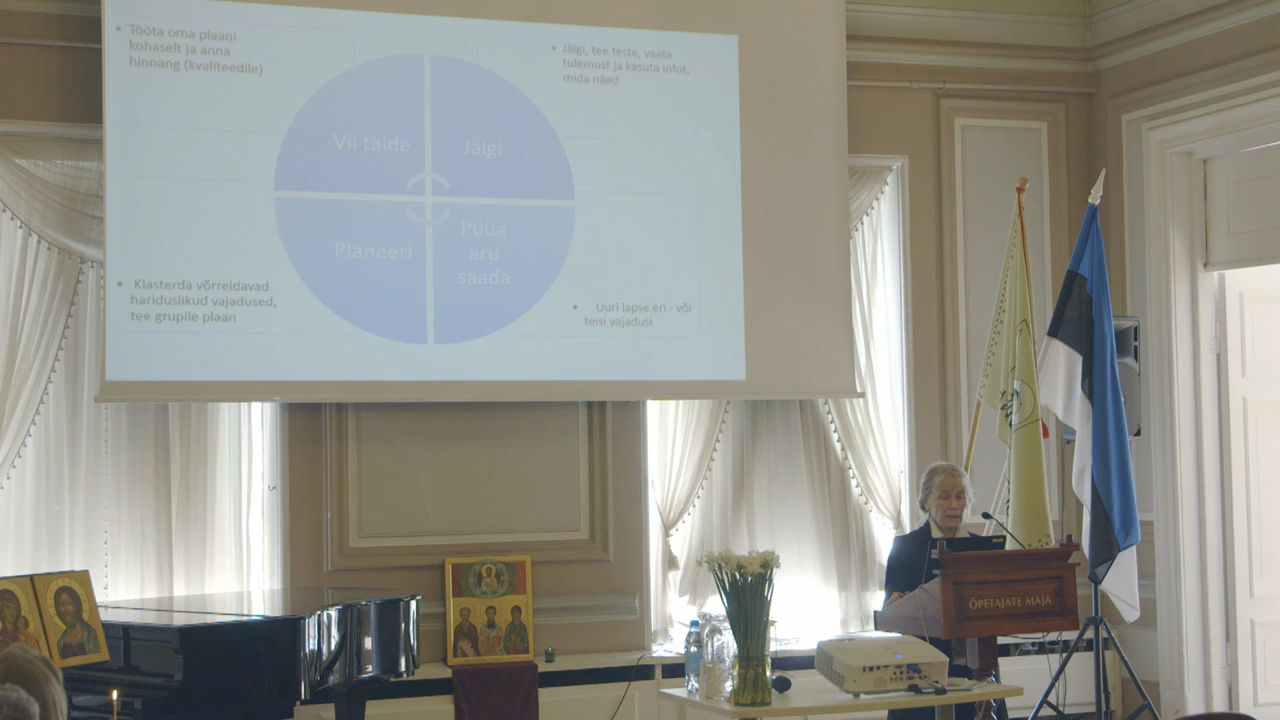 • Tööta oma plaani
kohaselt ja anna
hinnang (kvaliteedile)
• Jälgi, tee teste, vaata
tulemust ja kasuta infot,
mida näed
Vii täide
Jälgi
Planeeri
Püüa
aru
saada
• Klasterda võrreldavad
hariduslikud vajadused,
tee grupile plaan
• Uuri lapse eri - või
teisi vajadusi
ÕPETAJATE MAJA